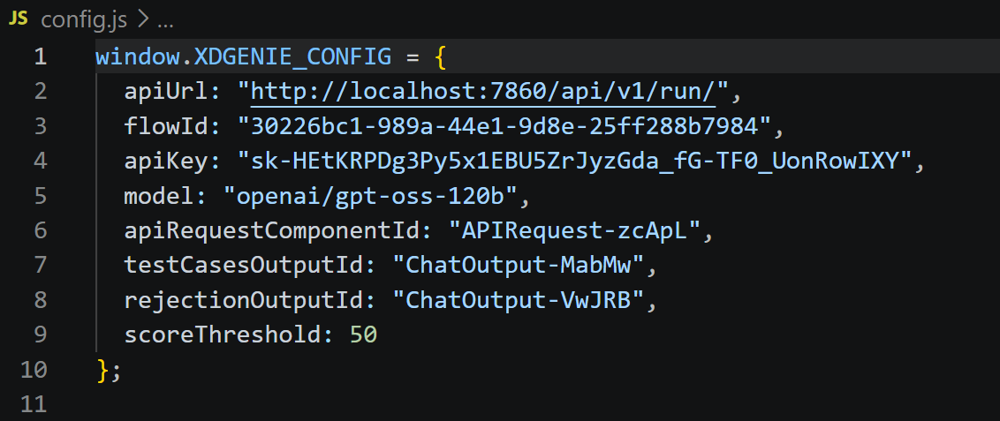 JS config.js > ...
1 window.XDGENIE_CONFIG = {
2 apiUrl: "http://localhost:7860/api/v1/run/",
3 flowId: "30226bc1-989a-44e1-9d8e-25ff288b7984",
4 apiKey: "sk-HEtKRPDg3Py5x1EBU5ZrJyzGda_fG-TF0_UonRowIXY",
5 model: "openai/gpt-oss-120b",
6 apiRequestComponentId: "APIRequest-zcApL",
7 testCasesOutputId: "ChatOutput-MabMw",
8 rejectionOutputId: "ChatOutput-VwJRB",
9 scoreThreshold: 50
10 };
11